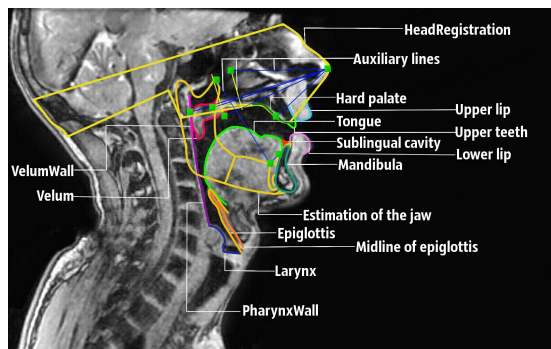 HeadRegistration
Auxiliary lines
Hard palate
Upper lip
Tongue
Upper teeth
Sublingual cavity
Lower lip
Mandibula
VelumWall
Velum
Estimation of the jaw
Epiglottis
Midline of epiglottis
Larynx
PharynxWall